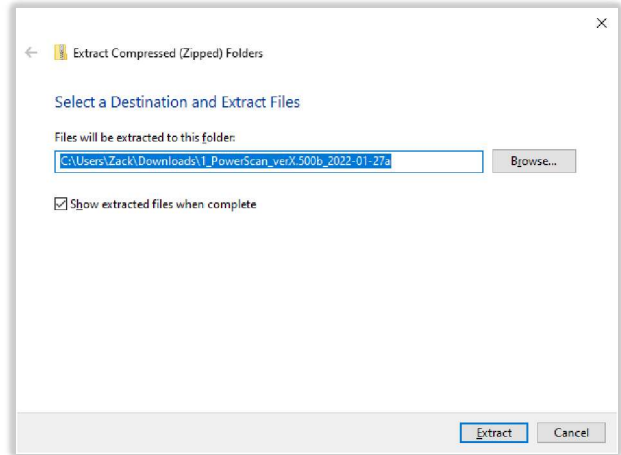 Extract Compressed (Zipped) Folders
Select a Destination and Extract Files
Files will be extracted to this folder:
C:\Users\Zack\Downloads\1_PowerScan_verX.500b_2022-01-27a
Browse...
Show extracted files when complete
Extract Cancel